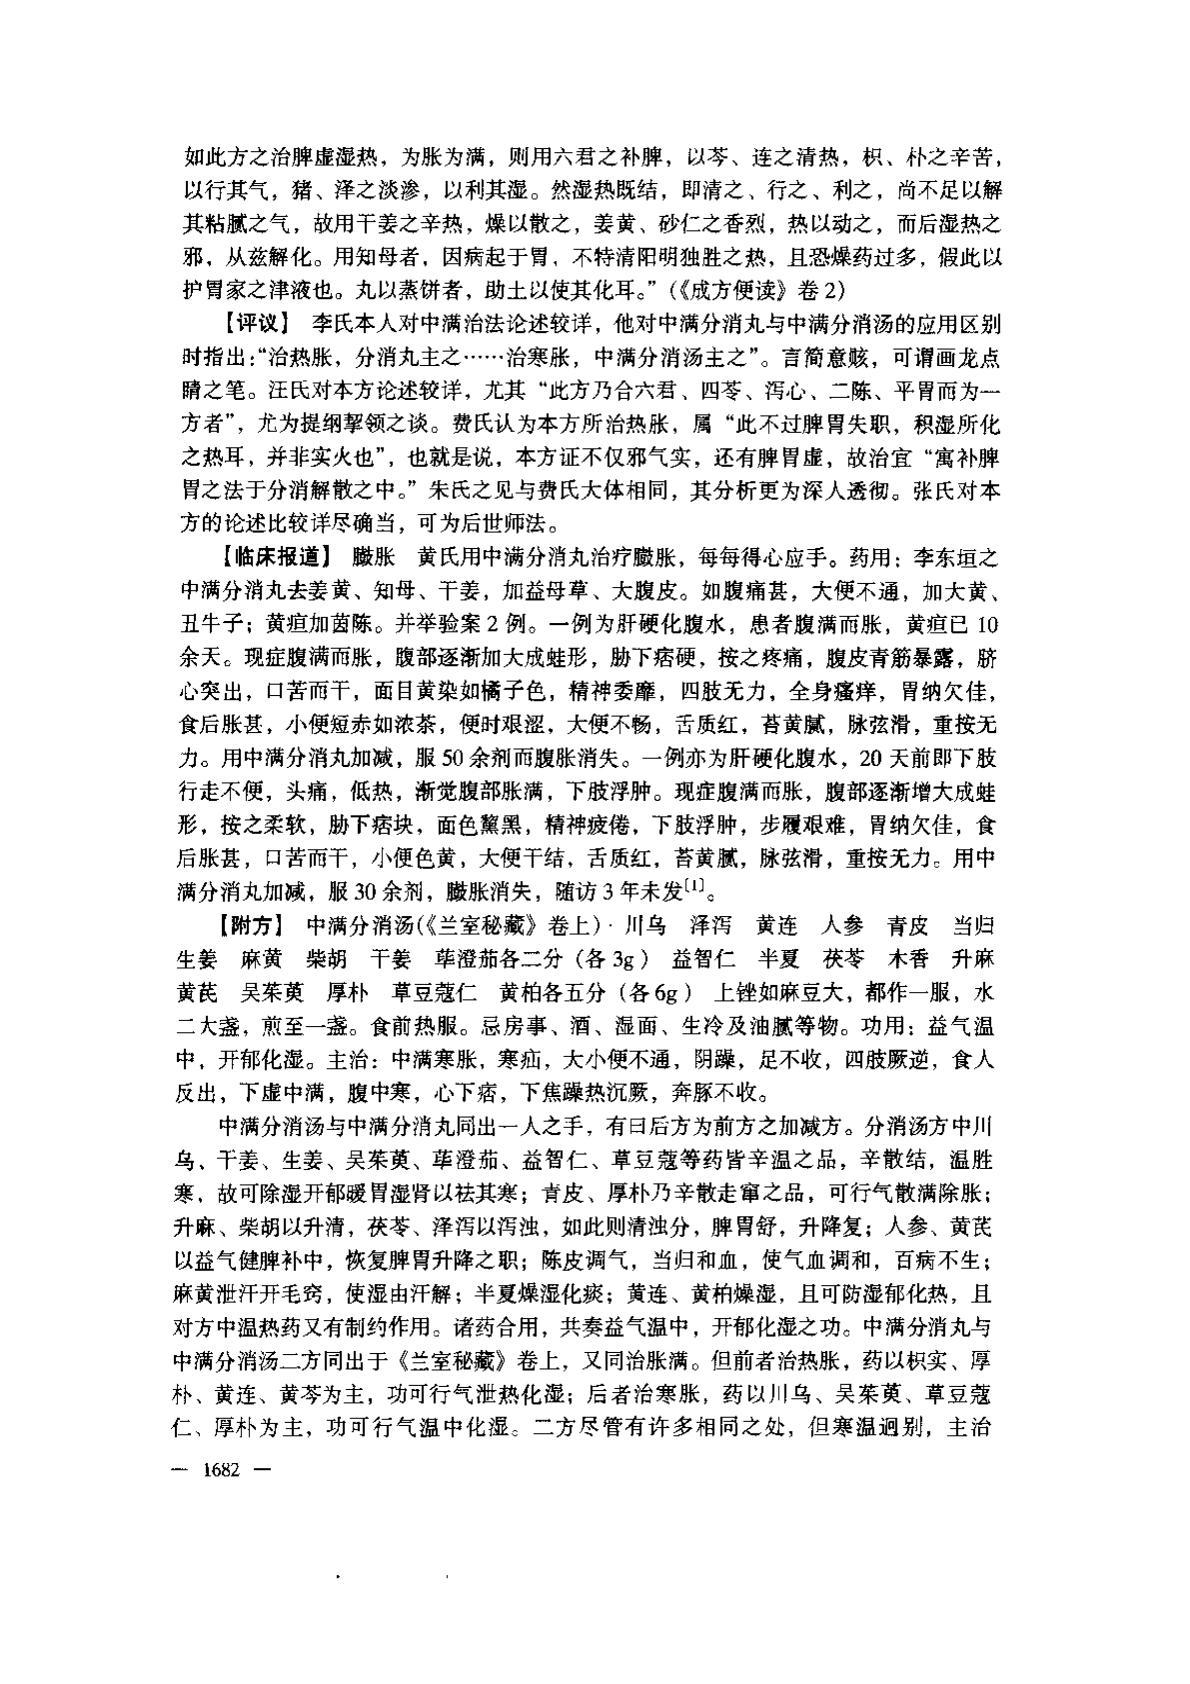 如此方之治脾虚湿热，为胀为满，则用六君之补脾，以芩、连之清热，枳、朴之辛苦，
以行其气，猪、泽之淡渗，以利其湿。然湿热既结，即清之、行之、利之，尚不足以解
其粘腻之气，故用干姜之辛热，燥以散之，姜黄、砂仁之香烈，热以动之，而后湿热之
邪，从兹解化。用知母者，因病起于胃，不特清阳明独胜之热，且恐燥药过多，假此以
护胃家之津液也。丸以蒸饼者，助土以使其化耳。”（《成方便读》卷2）
【评议】 李氏本人对中满治法论述较详，他对中满分消丸与中满分消汤的应用区别
时指出：“治热胀，分消丸主之……治寒胀，中满分消汤主之”。言简意赅，可谓画龙点
睛之笔。汪氏对本方论述较详，尤其“此方乃合六君、四苓、泻心、二陈、平胃而为一
方者”，尤为提纲挈领之谈。费氏认为本方所治热胀，属“此不过脾胃失职，积湿所化
之热耳，并非实火也”，也就是说，本方证不仅邪气实，还有脾胃虚，故治宜“寓补脾
胃之法于分消解散之中。”朱氏之见与费氏大体相同，其分析更为深人透彻。张氏对本
方的论述比较详尽确当，可为后世师法。
【临床报道】 臌胀 黄氏用中满分消丸治疗臌胀，每每得心应手。药用：李东垣之
中满分消丸去姜黄、知母、干姜，加益母草、大腹皮。如腹痛甚，大便不通，加大黄、
丑牛子；黄疸加茵陈。并举验案2例。一例为肝硬化腹水，患者腹满而胀，黄疸已10
余天。现症腹满而胀，腹部逐渐加大成蛙形，胁下痞硬，按之疼痛，腹皮青筋暴露，脐
心突出，口苦而干，面目黄染如橘子色，精神委靡，四肢无力，全身瘙痒，胃纳欠佳，
食后胀甚，小便短赤如浓茶，便时艰涩，大便不畅，舌质红，苔黄腻，脉弦滑，重按无
力。用中满分消丸加减，服50余剂而腹胀消失。一例亦为肝硬化腹水，20天前即下肢
行走不便，头痛，低热，渐觉腹部胀满，下肢浮肿。现症腹满而胀，腹部逐渐增大成蛙
形，按之柔软，胁下痞块，面色黧黑，精神疲倦，下肢浮肿，步履艰难，胃纳欠佳，食
后胀甚，口苦而干，小便色黄，大便干结，舌质红，苔黄腻，脉弦滑，重按无力。用中
满分消丸加减，服30余剂，臌胀消失，随访3年未发[1]。
【附方】 中满分消汤（《兰室秘藏》卷上）· 川乌 泽泻 黄连 人参 青皮 当归
生姜 麻黄 柴胡 干姜 荜澄茄各二分（各3g） 益智仁 半夏 茯苓 木香 升麻
黄芪 吴茱萸 厚朴 草豆蔻仁 黄柏各五分（各6g） 上锉如麻豆大，都作一服，水
二大盏，煎至一盏。食前热服。忌房事、酒、湿面、生冷及油腻等物。功用：益气温
中，开郁化湿。主治：中满寒胀，寒疝，大小便不通，阴躁，足不收，四肢厥逆，食人
反出，下虚中满，腹中寒，心下痞，下焦躁热沉厥，奔豚不收。
中满分消汤与中满分消丸同出一人之手，有曰后方为前方之加减方。分消汤方中川
乌、干姜、生姜、吴茱萸、荜澄茄、益智仁、草豆蔻等药皆辛温之品，辛散结，温胜
寒，故可除湿开郁暖胃湿肾以祛其寒；青皮、厚朴乃辛散走窜之品，可行气散满除胀；
升麻、柴胡以升清，茯苓、泽泻以泻浊，如此则清浊分，脾胃舒，升降复；人参、黄芪
以益气健脾补中，恢复脾胃升降之职；陈皮调气，当归和血，使气血调和，百病不生；
麻黄泄汗开毛窍，使湿由汗解；半夏燥湿化痰；黄连、黄柏燥湿，且可防湿郁化热，且
对方中温热药又有制约作用。诸药合用，共奏益气温中，开郁化湿之功。中满分消丸与
中满分消汤二方同出于《兰室秘藏》卷上，又同治胀满。但前者治热胀，药以枳实、厚
朴、黄连、黄芩为主，功可行气泄热化湿；后者治寒胀，药以川乌、吴茱萸、草豆蔻
仁、厚朴为主，功可行气温中化湿。二方尽管有许多相同之处，但寒温迥别，主治
— 1682 —